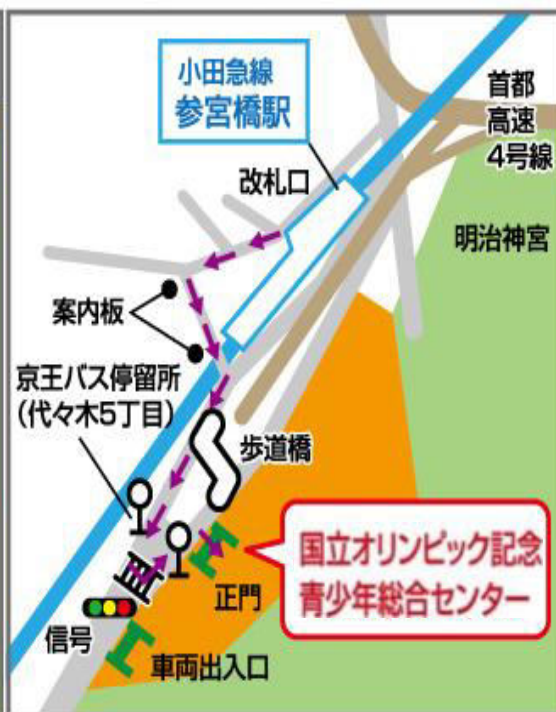 小田急線
参宮橋駅
首都
高速
4号線
改札口
明治神宮
案内板
京王バス停留所
(代々木5丁目)
歩道橋
国立オリンピック記念
青少年総合センター
正門
信号
車両出入口